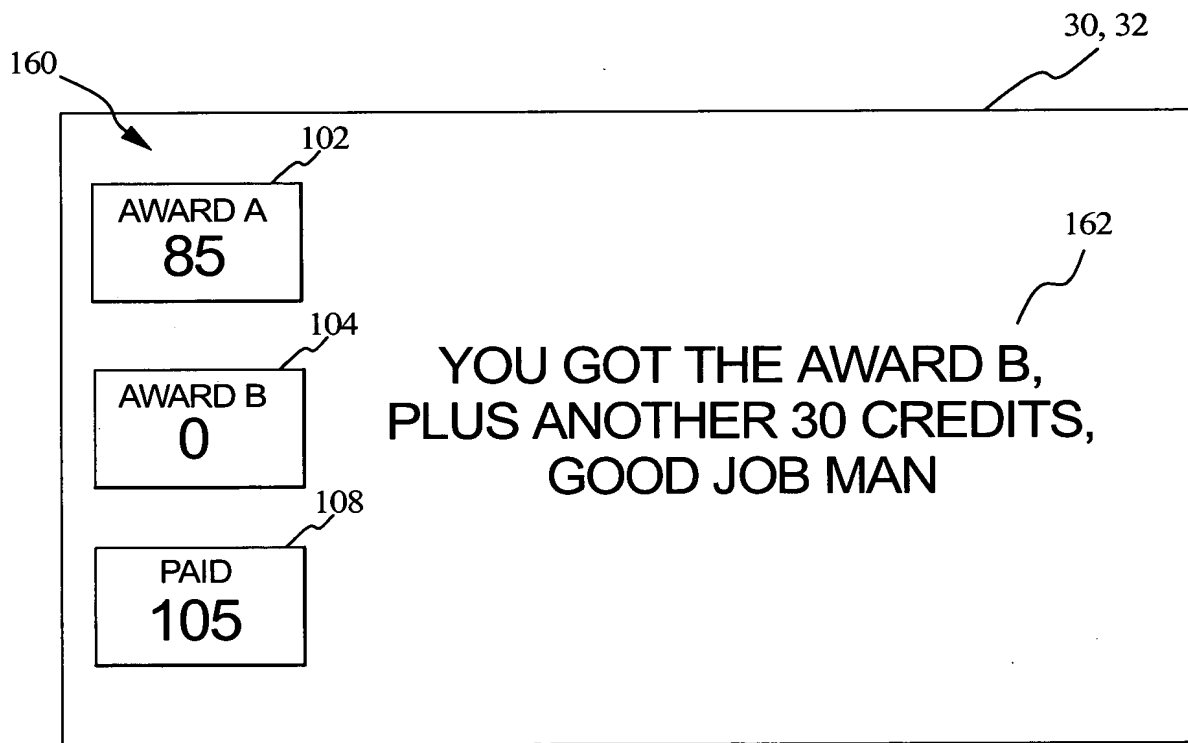 30, 32
160
102
AWARD A
85
162
104
AWARD B
0
YOU GOT THE AWARD B,
PLUS ANOTHER 30 CREDITS,
GOOD JOB MAN
108
PAID
105